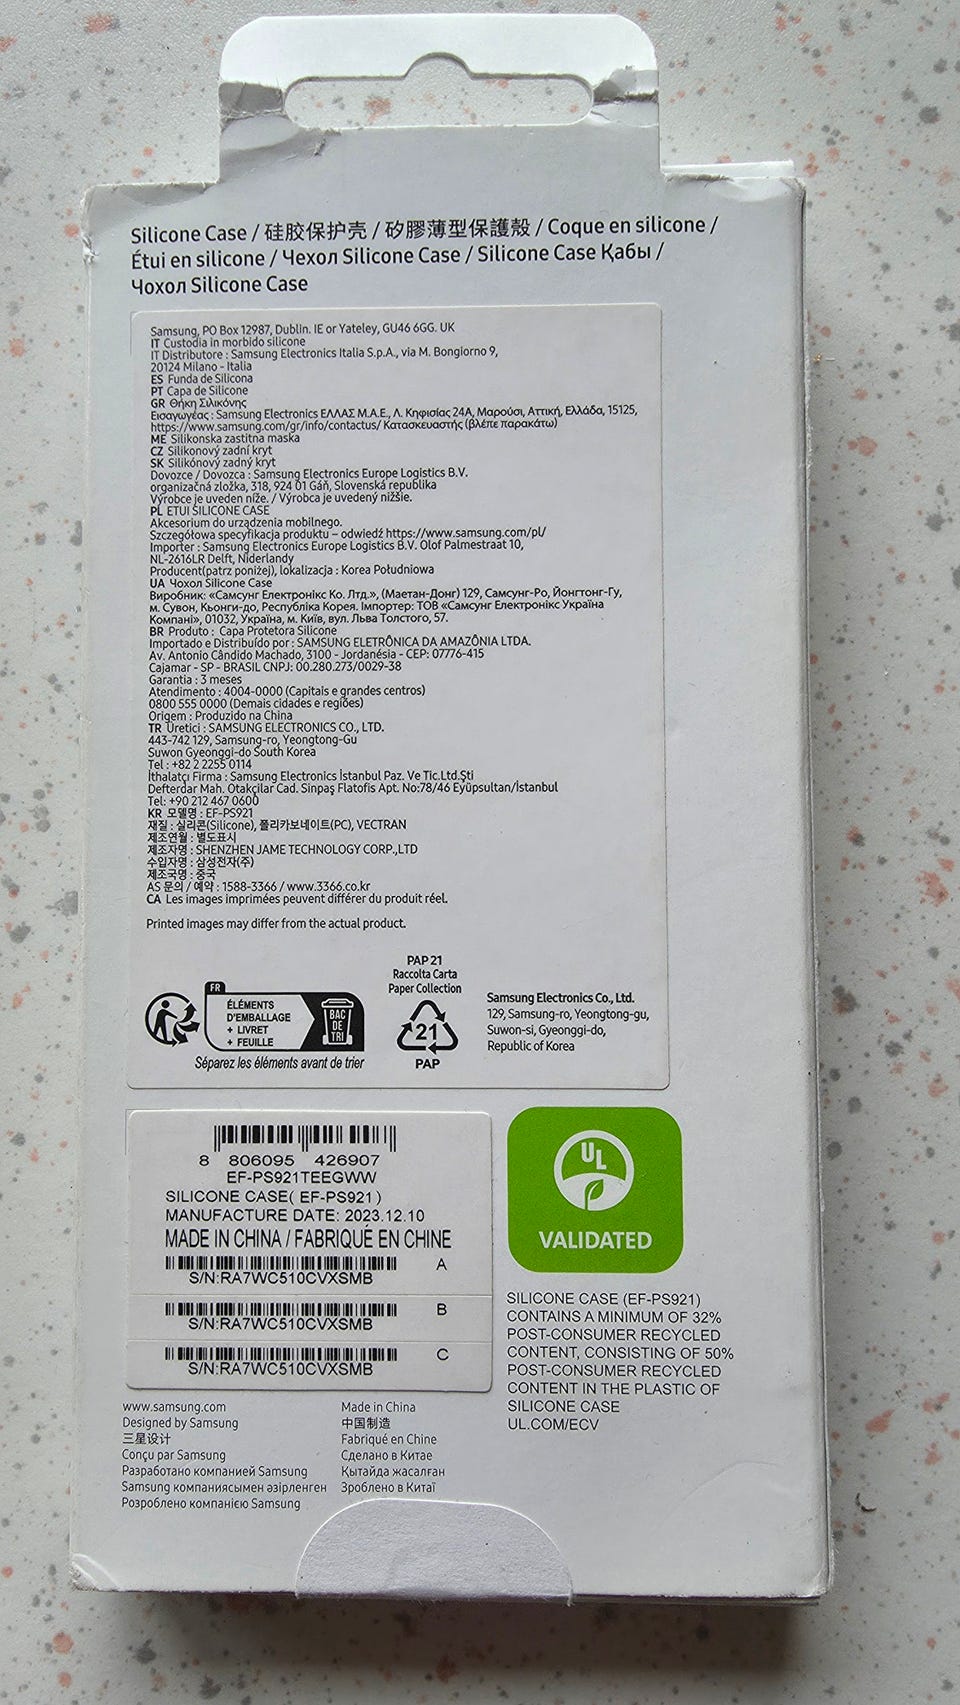 Silicone Case / 硅胶保护壳 / 矽膠薄型保護殼 / Coque en silicone /
Étui en silicone / Чехол Silicone Case / Silicone Case Қабы /
Чохол Silicone Case
Samsung, PO Box 12987, Dublin. IE or Yateley, GU46 6GG. UK
IT Custodia in morbido silicone
IT Distributore : Samsung Electronics Italia S.p.A., via M. Bongiorno 9,
20124 Milano - Italia
ES Funda de Silicona
PT Capa de Silicone
GR Θήκη Σιλικόνης
Εισαγωγέας : Samsung Electronics ΕΛΛΑΣ Μ.Α.Ε., Λ. Κηφισίας 24Α, Μαρούσι, Αττική, Ελλάδα, 15125,
https://www.samsung.com/gr/info/contactus/ Κατασκευαστής (βλέπε παρακάτω)
ME Silikonska zastitna maska
CZ Silikonový zadní kryt
SK Silikónový zadný kryt
Dovozce / Dovozca : Samsung Electronics Europe Logistics B.V.
organizačná zložka, 318, 924 01 Gáň, Slovenská republika
Výrobce je uveden níže. / Výrobca je uvedený nižšie.
PL ETUI SILICONE CASE
Akcesorium do urządzenia mobilnego.
Szczegółowa specyfikacja produktu – odwiedź https://www.samsung.com/pl/
Importer : Samsung Electronics Europe Logistics B.V. Olof Palmestraat 10,
NL-2616LR Delft, Niderlandy
Producent(patrz poniżej), lokalizacja : Korea Południowa
UA Чохол Silicone Case
Виробник: «Самсунг Електронікс Ко. Лтд.», (Маетан-Донг) 129, Самсунг-Ро, Йонгтонг-Гу,
м. Сувон, Кьонги-до, Республіка Корея. Імпортер: ТОВ «Самсунг Електронікс Україна
Компані», 01032, Україна, м. Київ, вул. Льва Толстого, 57.
BR Produto : Capa Protetora Silicone
Importado e Distribuído por : SAMSUNG ELETRÔNICA DA AMAZÔNIA LTDA.
Av. Antonio Cândido Machado, 3100 - Jordanésia - CEP: 07776-415
Cajamar - SP - BRASIL CNPJ: 00.280.273/0029-38
Garantia : 3 meses
Atendimento : 4004-0000 (Capitais e grandes centros)
0800 555 0000 (Demais cidades e regiões)
Origem : Produzido na China
TR Üretici : SAMSUNG ELECTRONICS CO., LTD.
443-742 129, Samsung-ro, Yeongtong-Gu
Suwon Gyeonggi-do South Korea
Tel : +82 2 2255 0114
İthalatçı Firma : Samsung Electronics İstanbul Paz. Ve Tic.Ltd.Şti
Defterdar Mah. Otakçılar Cad. Sinpaş Flatofis Apt. No:78/46 Eyüpsultan/İstanbul
Tel: +90 212 467 0600
KR 모델명 : EF-PS921
재질 : 실리콘(Silicone), 폴리카보네이트(PC), VECTRAN
제조연월 : 별도표시
제조자명 : SHENZHEN JAME TECHNOLOGY CORP.,LTD
수입자명 : 삼성전자(주)
제조국명 : 중국
AS 문의 / 예약 : 1588-3366 / www.3366.co.kr
CA Les images imprimées peuvent différer du produit réel.
Printed images may differ from the actual product.
FR
ÉLÉMENTS
D'EMBALLAGE
+ LIVRET
+ FEUILLE
BAC
DE
TRI
Séparez les éléments avant de trier
PAP 21
Raccolta Carta
Paper Collection
21
PAP
Samsung Electronics Co., Ltd.
129, Samsung-ro, Yeongtong-gu,
Suwon-si, Gyeonggi-do,
Republic of Korea
8 806095 426907
EF-PS921TEEGWW
SILICONE CASE( EF-PS921 )
MANUFACTURE DATE: 2023.12.10
MADE IN CHINA / FABRIQUÉ EN CHINE
A
S/N:RA7WC510CVXSMB
B
S/N:RA7WC510CVXSMB
C
S/N:RA7WC510CVXSMB
UL
VALIDATED
SILICONE CASE (EF-PS921)
CONTAINS A MINIMUM OF 32%
POST-CONSUMER RECYCLED
CONTENT, CONSISTING OF 50%
POST-CONSUMER RECYCLED
CONTENT IN THE PLASTIC OF
SILICONE CASE
UL.COM/ECV
www.samsung.com
Designed by Samsung
三星设计
Conçu par Samsung
Разработано компанией Samsung
Samsung компаниясымен әзірленген
Розроблено компанією Samsung
Made in China
中国制造
Fabriqué en Chine
Сделано в Китае
Қытайда жасалған
Зроблено в Китаї